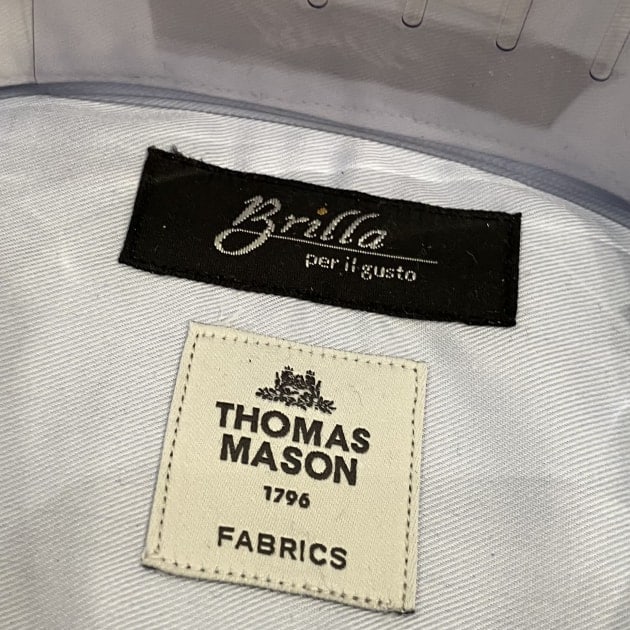 Brilla
per il gusto
THOMAS
MASON
1796
FABRICS